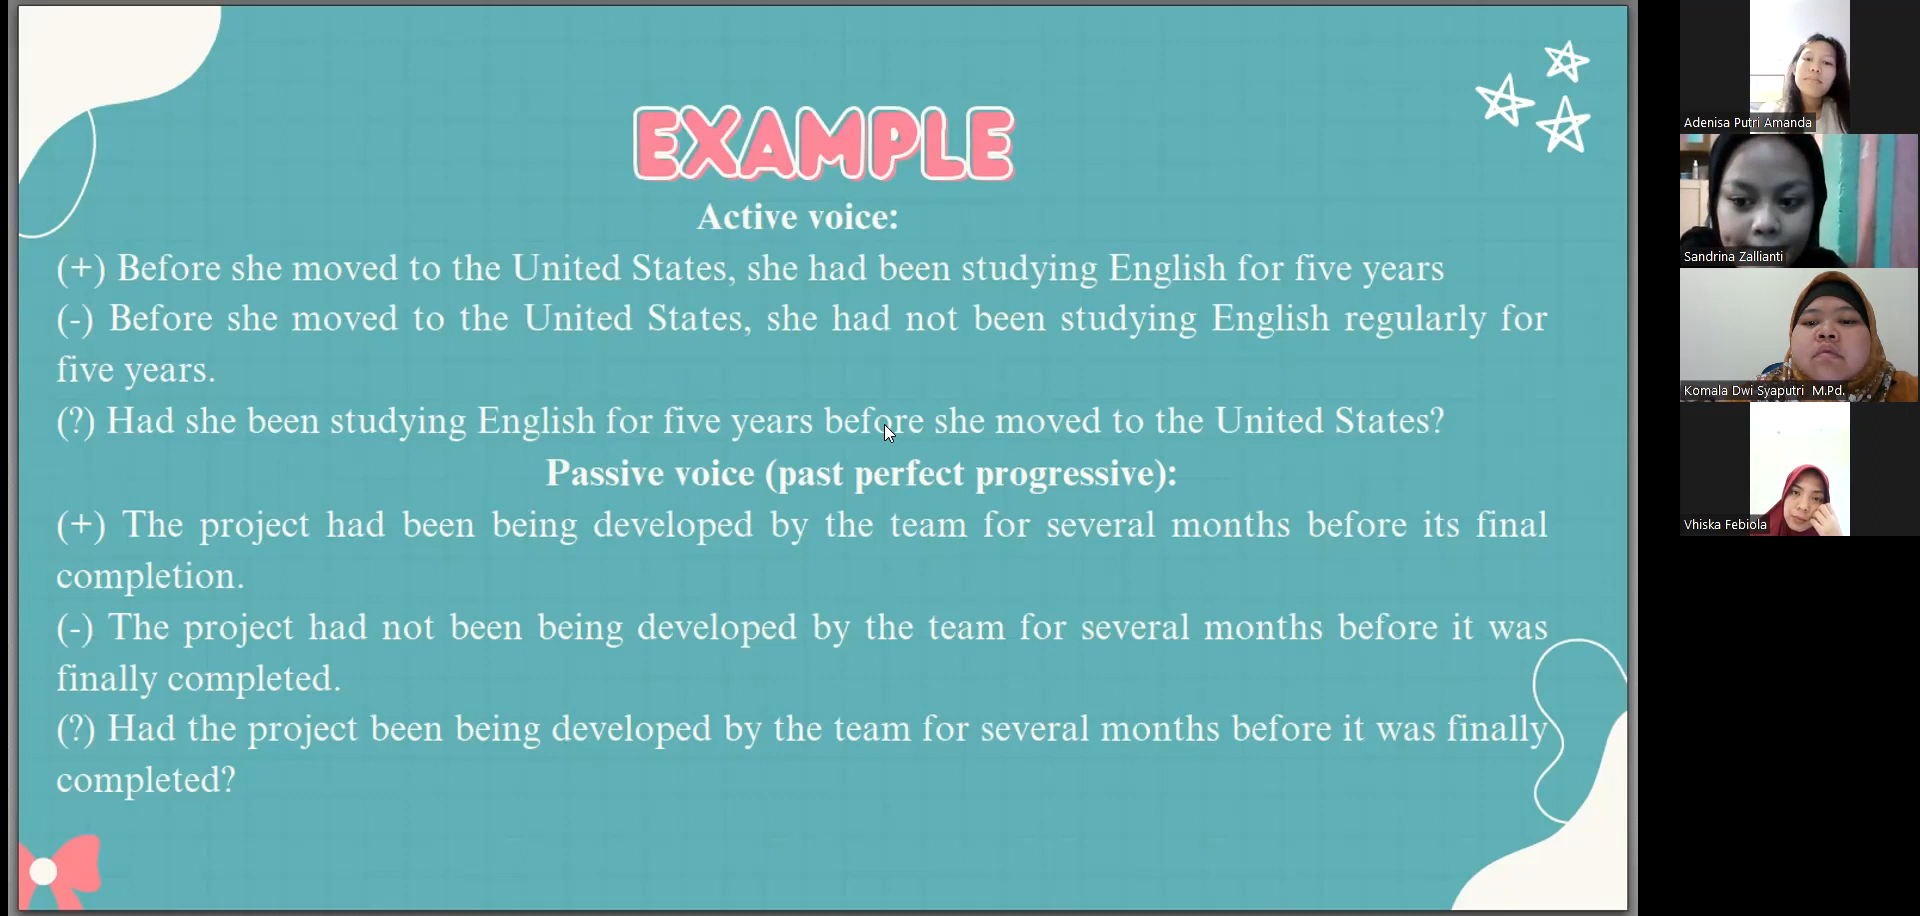 EXAMPLE
Active voice:
(+) Before she moved to the United States, she had been studying English for five years
(-) Before she moved to the United States, she had not been studying English regularly for
five years.
(?) Had she been studying English for five years before she moved to the United States?
Passive voice (past perfect progressive):
(+) The project had been being developed by the team for several months before its final
completion.
(-) The project had not been being developed by the team for several months before it was
finally completed.
(?) Had the project been being developed by the team for several months before it was finally
completed?
Adenisa Putri Amanda
Sandrina Zallianti
Komala Dwi Syaputri M.Pd.
Vhiska Febiola